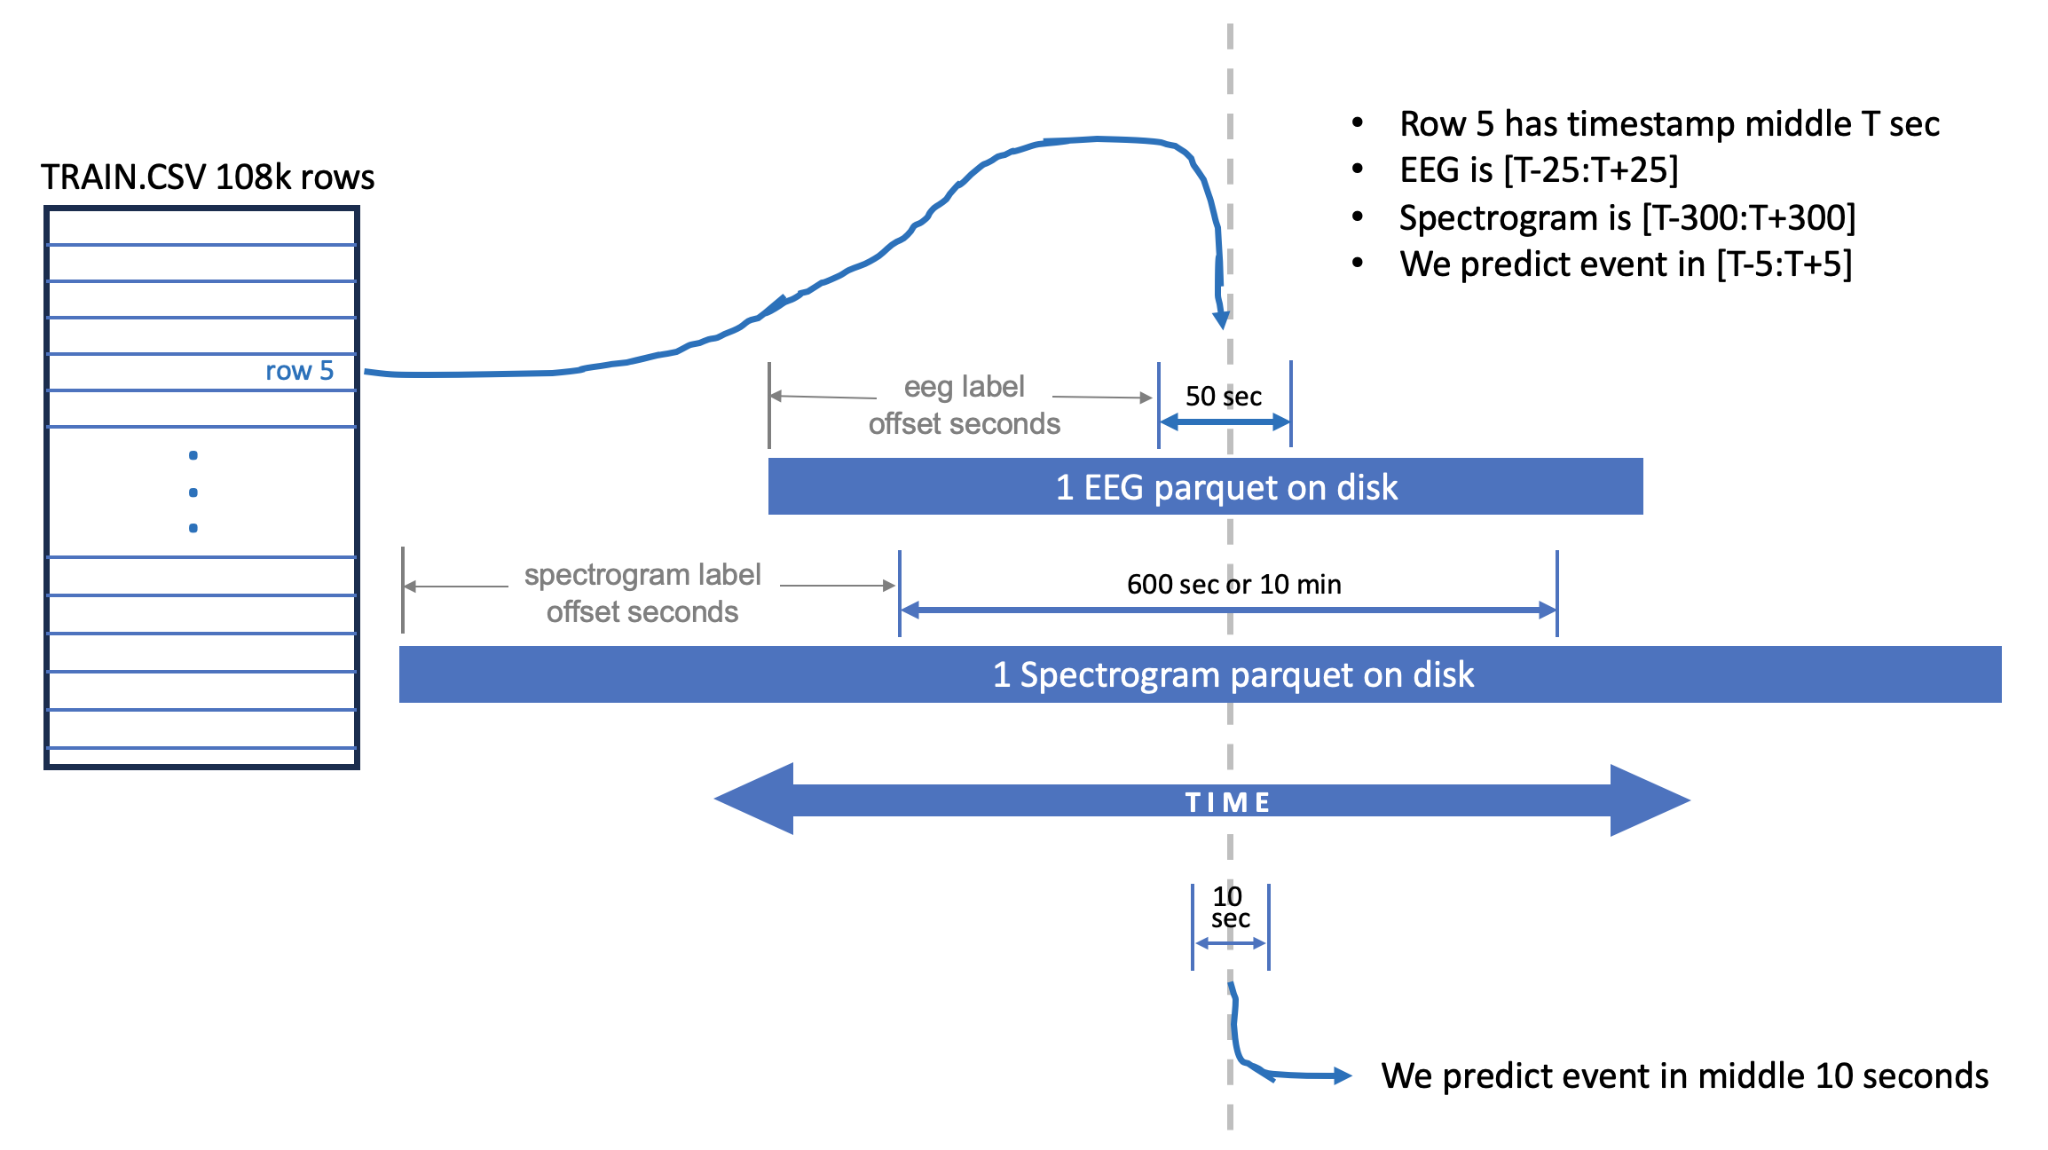 TRAIN.CSV 108k rows
row 5
• Row 5 has timestamp middle T sec
• EEG is [T-25:T+25]
• Spectrogram is [T-300:T+300]
• We predict event in [T-5:T+5]
eeg label
offset seconds
50 sec
1 EEG parquet on disk
spectrogram label
offset seconds
600 sec or 10 min
1 Spectrogram parquet on disk
TIME
10
sec
We predict event in middle 10 seconds